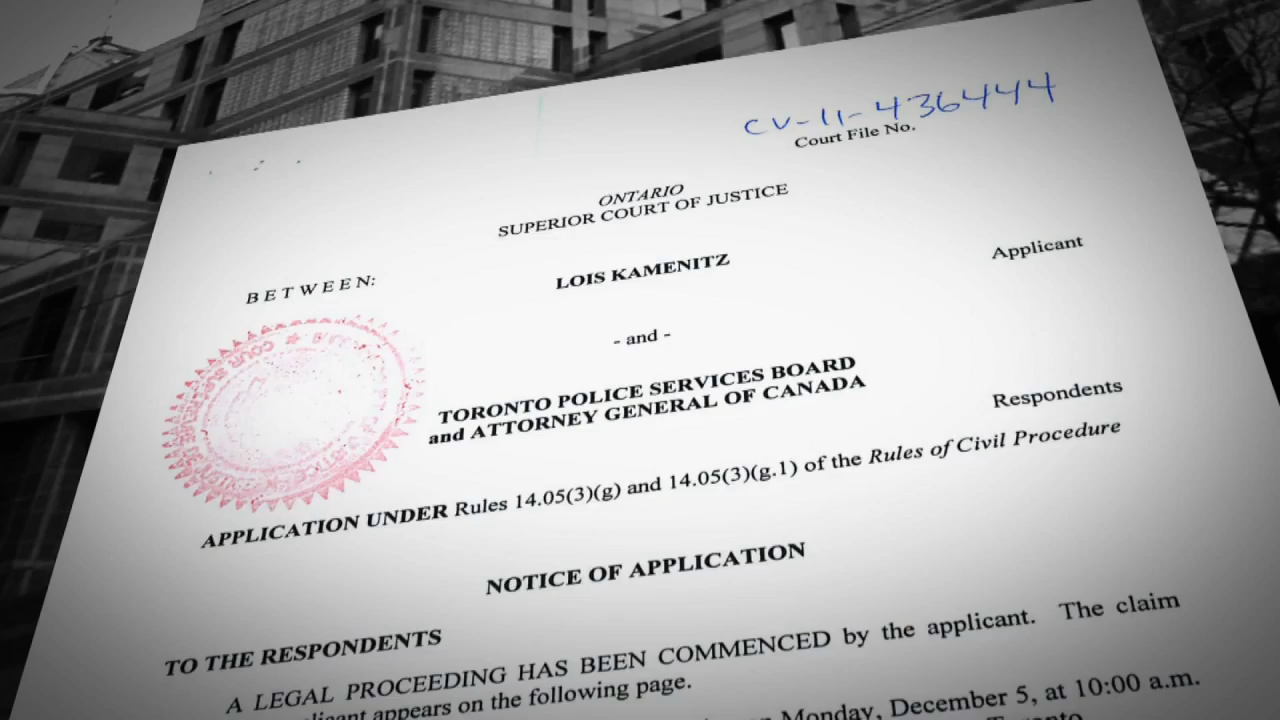 CV-11-436444
Court File No.
ONTARIO
SUPERIOR COURT OF JUSTICE
BETWEEN:
LOIS KAMENITZ
Applicant
- and -
TORONTO POLICE SERVICES BOARD
and ATTORNEY GENERAL OF CANADA
Respondents
APPLICATION UNDER Rules 14.05(3)(g) and 14.05(3)(g.1) of the Rules of Civil Procedure
NOTICE OF APPLICATION
TO THE RESPONDENTS
A LEGAL PROCEEDING HAS BEEN COMMENCED by the applicant. The claim
appears on the following page.
Monday, December 5, at 10:00 a.m.
Toronto